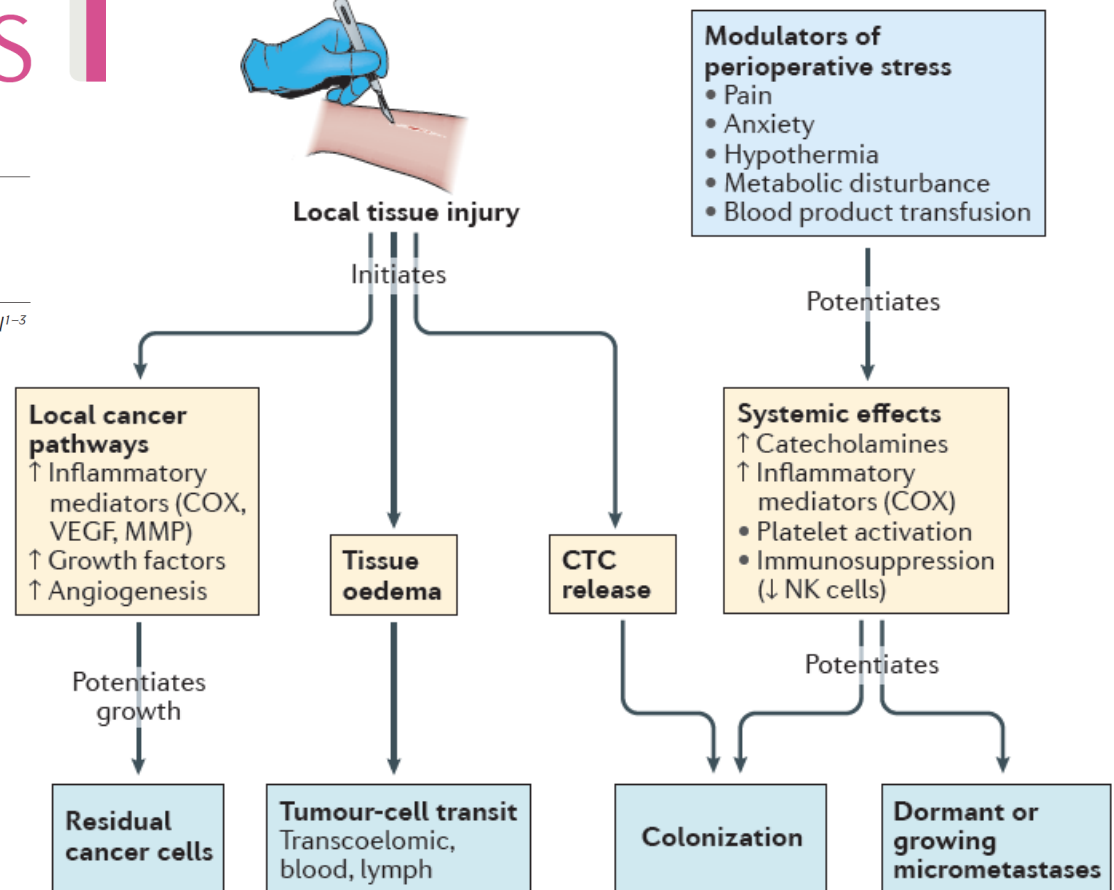 S
l1–3
Modulators of
perioperative stress
• Pain
• Anxiety
• Hypothermia
• Metabolic disturbance
• Blood product transfusion
Local tissue injury
Initiates
Potentiates
Local cancer
pathways
↑ Inflammatory
mediators (COX,
VEGF, MMP)
↑ Growth factors
↑ Angiogenesis
Tissue
oedema
CTC
release
Systemic effects
↑ Catecholamines
↑ Inflammatory
mediators (COX)
• Platelet activation
• Immunosuppression
(↓ NK cells)
Potentiates
growth
Potentiates
Residual
cancer cells
Tumour-cell transit
Transcoelomic,
blood, lymph
Colonization
Dormant or
growing
micrometastases